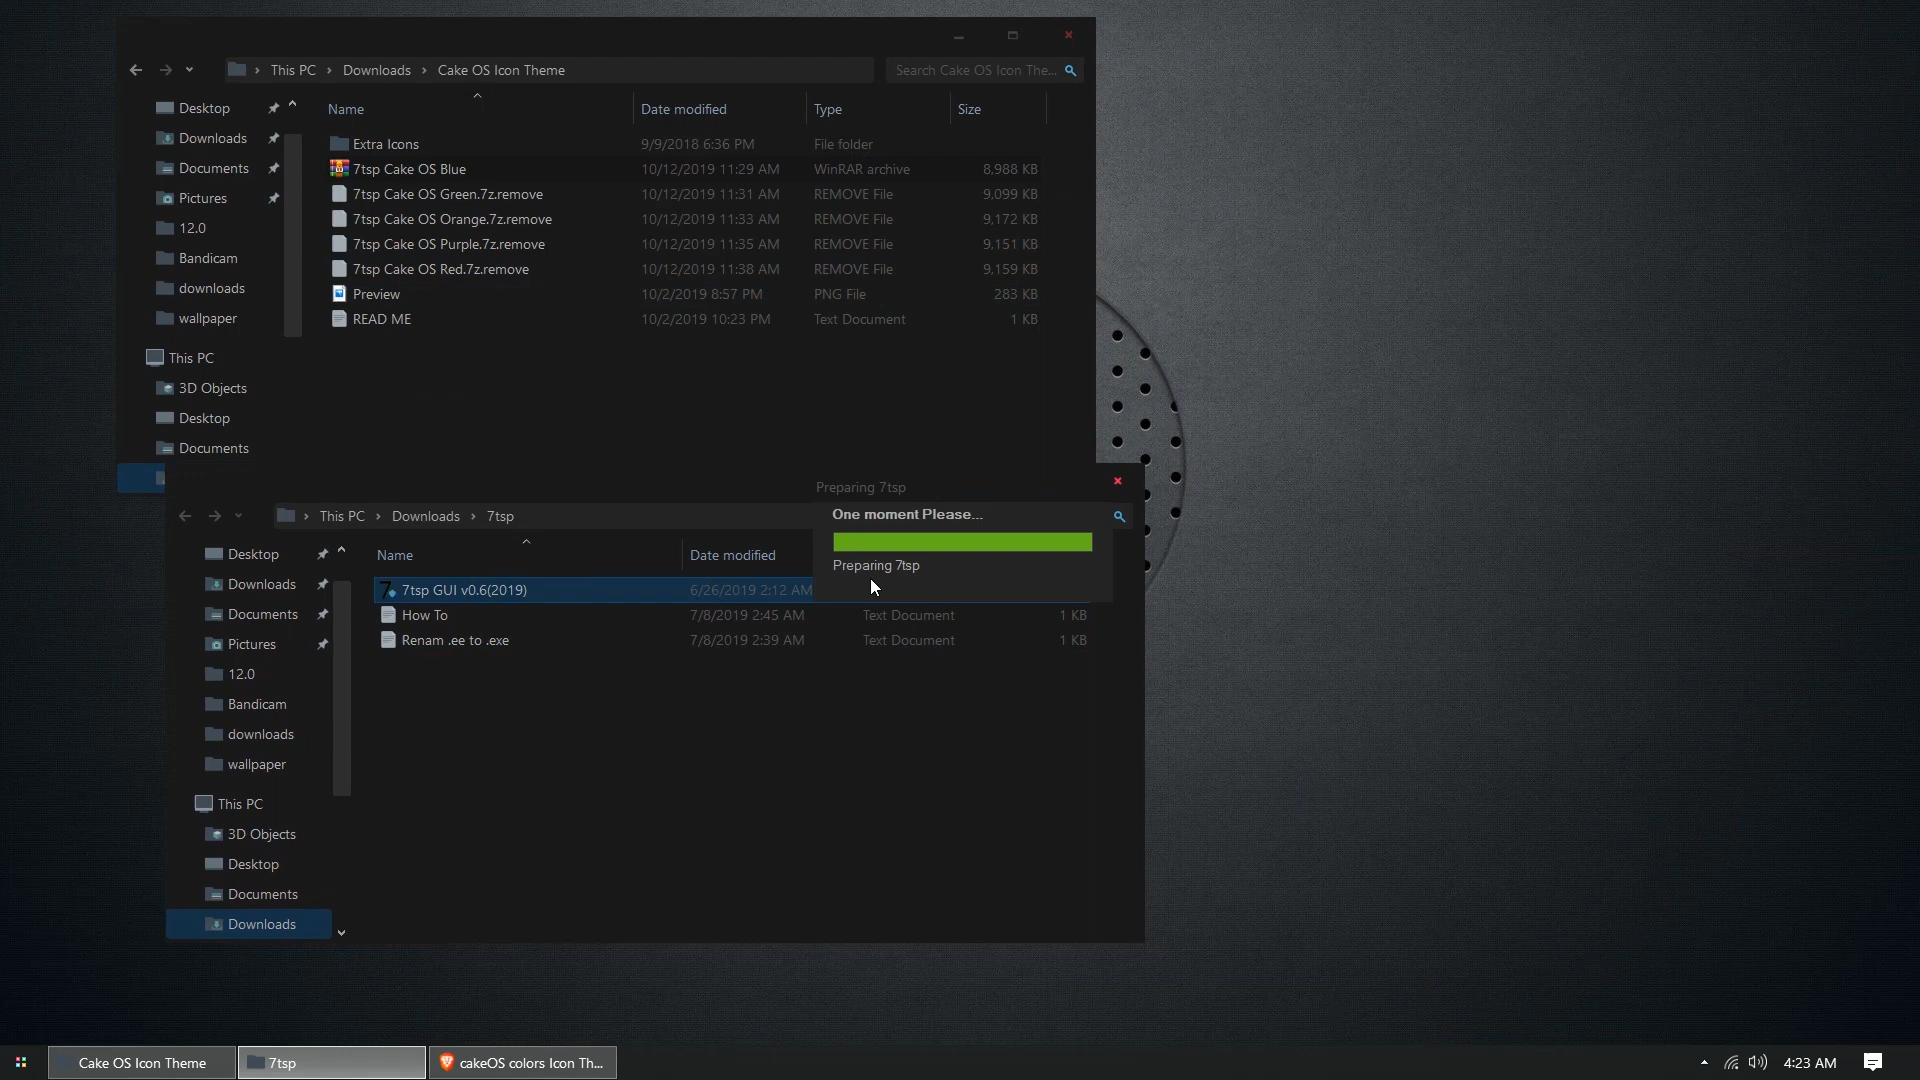 This PC > Downloads > Cake OS Icon Theme
Search Cake OS Icon The...
Name Date modified Type Size
Desktop
Downloads
Documents
Pictures
12.0
Bandicam
downloads
wallpaper
This PC
3D Objects
Desktop
Documents
Extra Icons 9/9/2018 6:36 PM File folder
7tsp Cake OS Blue 10/12/2019 11:29 AM WinRAR archive 8,988 KB
7tsp Cake OS Green.7z.remove 10/12/2019 11:31 AM REMOVE File 9,099 KB
7tsp Cake OS Orange.7z.remove 10/12/2019 11:33 AM REMOVE File 9,172 KB
7tsp Cake OS Purple.7z.remove 10/12/2019 11:35 AM REMOVE File 9,151 KB
7tsp Cake OS Red.7z.remove 10/12/2019 11:38 AM REMOVE File 9,159 KB
Preview 10/2/2019 8:57 PM PNG File 283 KB
READ ME 10/2/2019 10:23 PM Text Document 1 KB
This PC > Downloads > 7tsp
Name Date modified
Desktop
Downloads
Documents
Pictures
12.0
Bandicam
downloads
wallpaper
This PC
3D Objects
Desktop
Documents
Downloads
7tsp GUI v0.6(2019) 6/26/2019 2:12 AM
How To 7/8/2019 2:45 AM Text Document 1 KB
Renam .ee to .exe 7/8/2019 2:39 AM Text Document 1 KB
Preparing 7tsp
One moment Please...
Preparing 7tsp
Cake OS Icon Theme
7tsp
cakeOS colors Icon Th...
4:23 AM